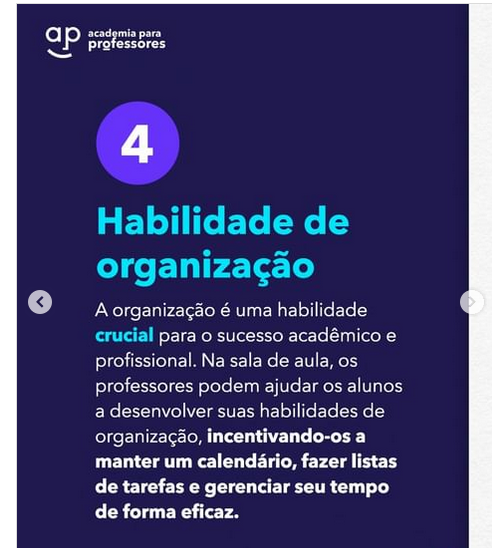 ap academia para
professores
4
Habilidade de
organização
A organização é uma habilidade
crucial para o sucesso acadêmico e
profissional. Na sala de aula, os
professores podem ajudar os alunos
a desenvolver suas habilidades de
organização, incentivando-os a
manter um calendário, fazer listas
de tarefas e gerenciar seu tempo
de forma eficaz.